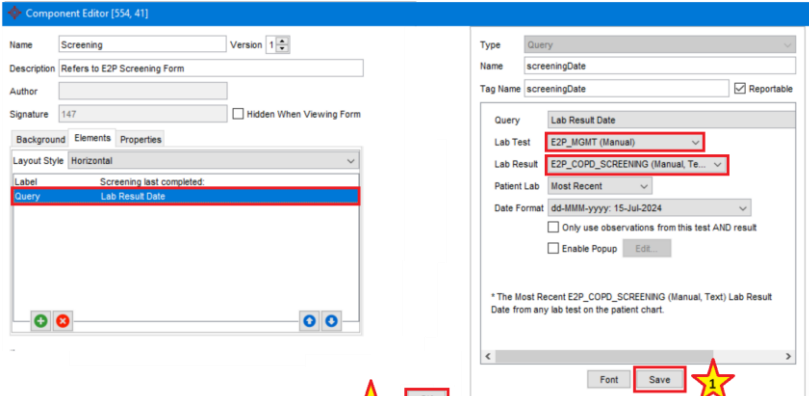 Component Editor [554, 41]
Name Screening Version 1
Description Refers to E2P Screening Form
Author
Signature 147 Hidden When Viewing Form
Background Elements Properties
Layout Style Horizontal
Label Screening last completed:
Query Lab Result Date
Type Query
Name screeningDate
Tag Name screeningDate Reportable
Query Lab Result Date
Lab Test E2P_MGMT (Manual)
Lab Result E2P_COPD_SCREENING (Manual, Te...
Patient Lab Most Recent
Date Format dd-MMM-yyyy: 15-Jul-2024
Only use observations from this test AND result
Enable Popup Edit...
* The Most Recent E2P_COPD_SCREENING (Manual, Text) Lab Result
Date from any lab test on the patient chart.
Font Save 1